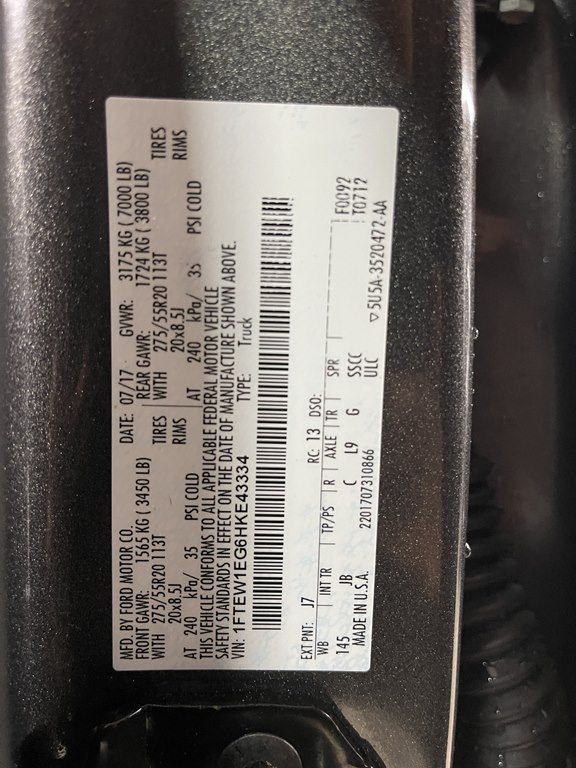 MFD. BY FORD MOTOR CO. DATE: 07/17 GVWR: 3175 KG ( 7000 LB)
FRONT GAWR: 1565 KG ( 3450 LB) REAR GAWR: 1724 KG ( 3800 LB)
WITH 275/55R20 113T TIRES WITH 275/55R20 113T TIRES
20x8.5J RIMS 20x8.5J RIMS
AT 240 kPa/ 35 PSI COLD AT 240 kPa/ 35 PSI COLD
THIS VEHICLE CONFORMS TO ALL APPLICABLE FEDERAL MOTOR VEHICLE
SAFETY STANDARDS IN EFFECT ON THE DATE OF MANUFACTURE SHOWN ABOVE.
VIN: 1FTEW1EG6HKE43334 TYPE: Truck
EXT PNT: J7 RC: 13 DSO: F0092
WB INT TR TP/PS R AXLE TR SPR T0712
145 JB C L9 G SSCC
ULC
MADE IN U.S.A. 2201707310866 ▽5U5A-3520472-AA